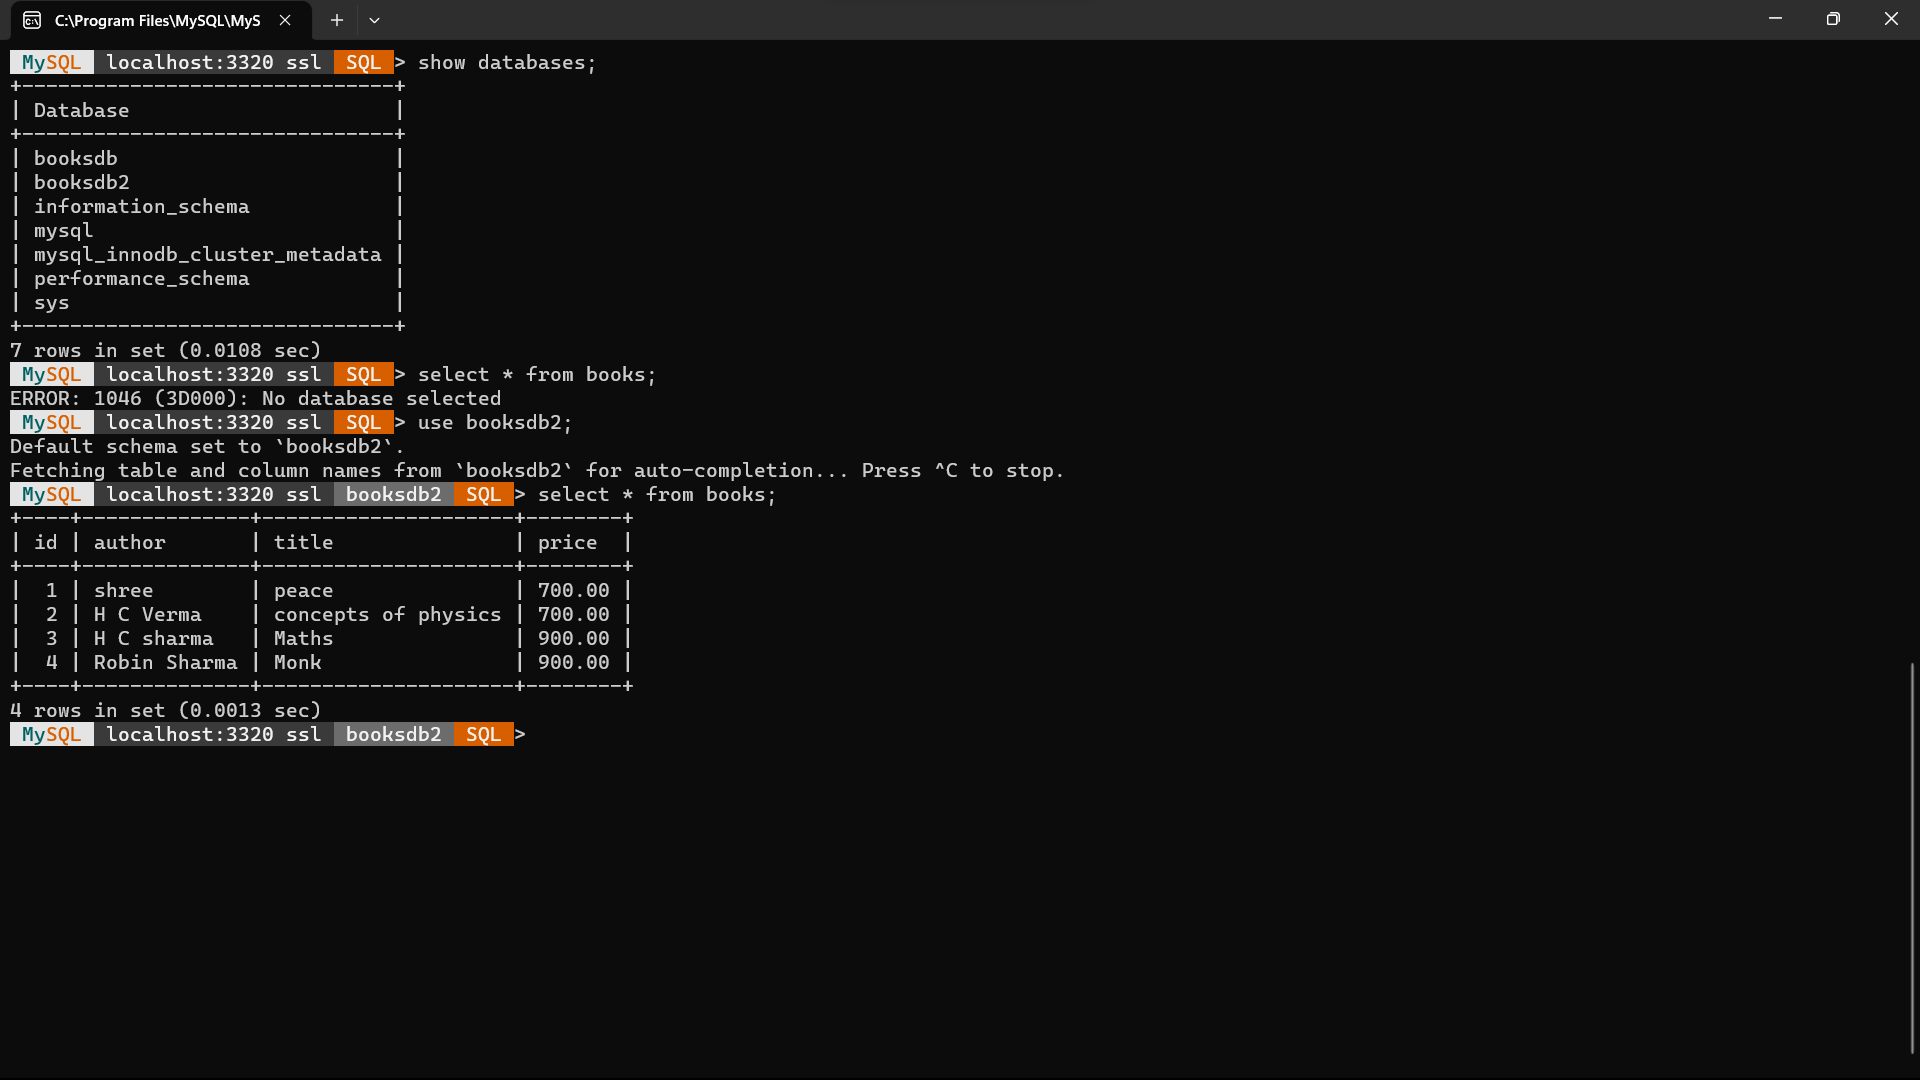 C:\Program Files\MySQL\MyS
MySQL localhost:3320 ssl SQL > show databases;
+-------------------------------+
| Database                      |
+-------------------------------+
| booksdb                       |
| booksdb2                      |
| information_schema            |
| mysql                         |
| mysql_innodb_cluster_metadata |
| performance_schema            |
| sys                           |
+-------------------------------+
7 rows in set (0.0108 sec)
MySQL localhost:3320 ssl SQL > select * from books;
ERROR: 1046 (3D000): No database selected
MySQL localhost:3320 ssl SQL > use booksdb2;
Default schema set to `booksdb2`.
Fetching table and column names from `booksdb2` for auto-completion... Press ^C to stop.
MySQL localhost:3320 ssl booksdb2 SQL > select * from books;
+----+--------------+---------------------+--------+
| id | author       | title               | price  |
+----+--------------+---------------------+--------+
|  1 | shree        | peace               | 700.00 |
|  2 | H C Verma    | concepts of physics | 700.00 |
|  3 | H C sharma   | Maths               | 900.00 |
|  4 | Robin Sharma | Monk                | 900.00 |
+----+--------------+---------------------+--------+
4 rows in set (0.0013 sec)
MySQL localhost:3320 ssl booksdb2 SQL >